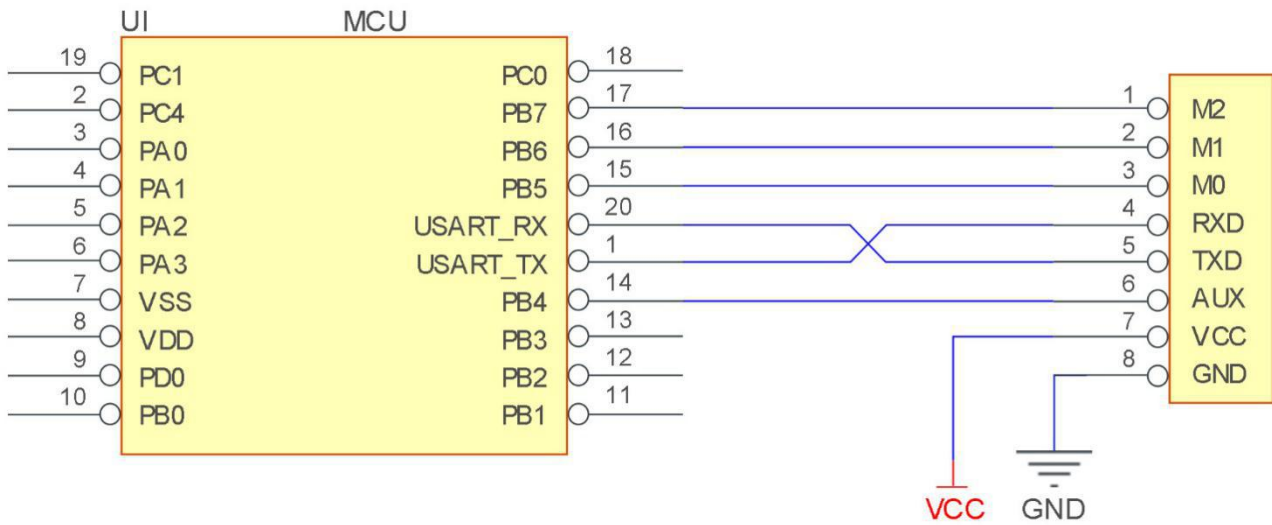 UI MCU
19 PC1 PC0 18
2 PC4 PB7 17 1 M2
3 PA0 PB6 16 2 M1
4 PA1 PB5 15 3 M0
5 PA2 USART_RX 20 4 RXD
6 PA3 USART_TX 1 5 TXD
7 VSS PB4 14 6 AUX
8 VDD PB3 13 7 VCC
9 PD0 PB2 12 8 GND
10 PB0 PB1 11
VCC GND